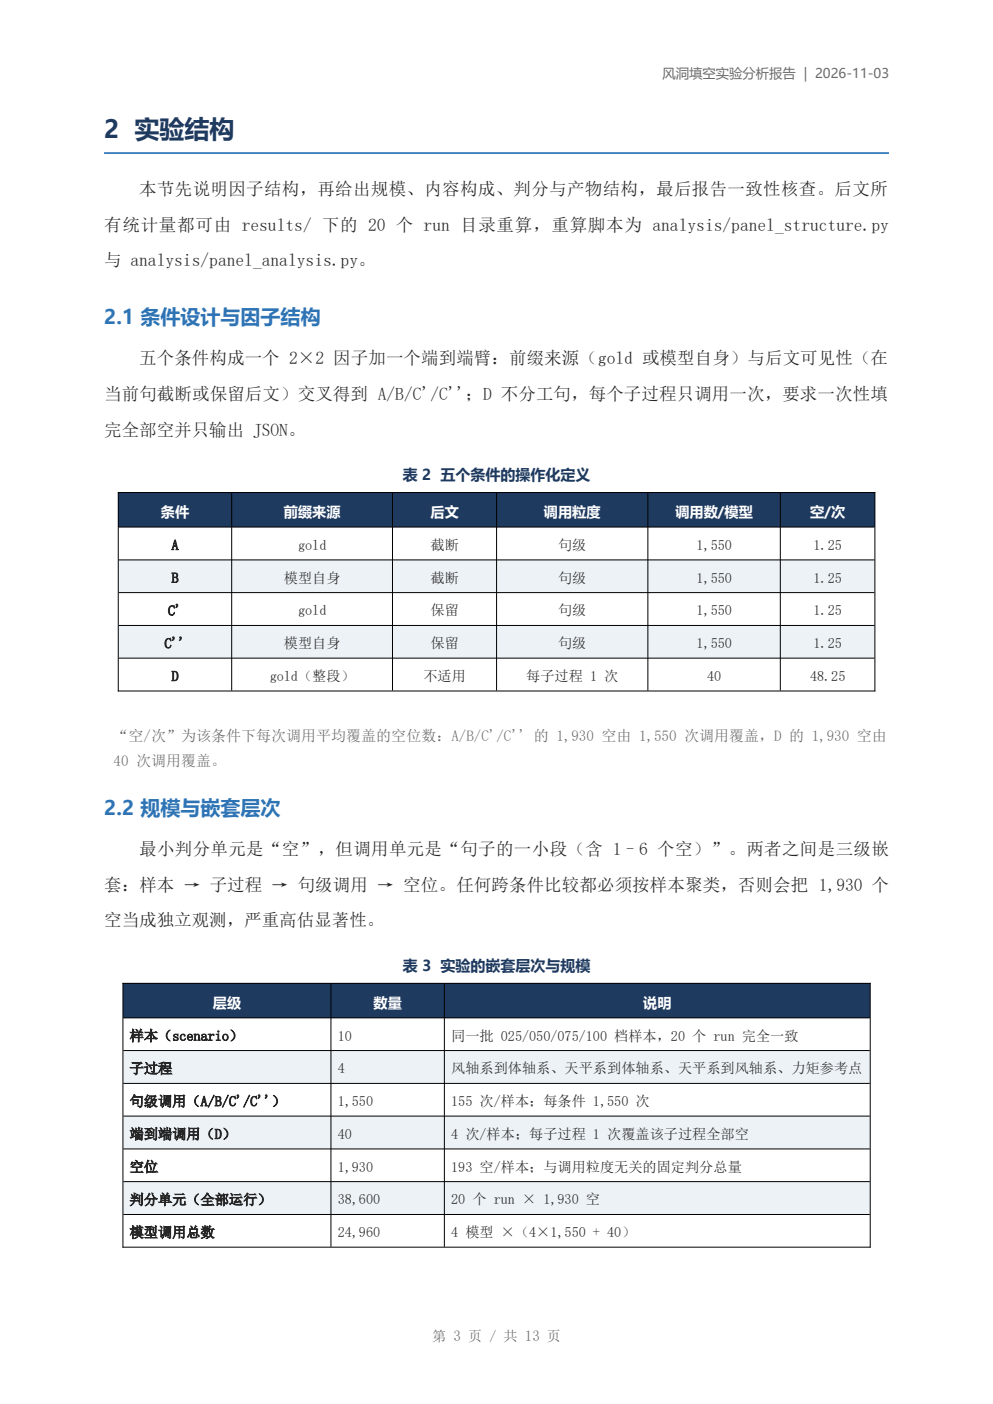 风洞填空实验分析报告 | 2026-11-03
2 实验结构
本节先说明因子结构，再给出规模、内容构成、判分与产物结构，最后报告一致性核查。后文所
有统计量都可由 results/ 下的 20 个 run 目录重算，重算脚本为 analysis/panel_structure.py
与 analysis/panel_analysis.py。
2.1 条件设计与因子结构
五个条件构成一个 2×2 因子加一个端到端臂：前缀来源（gold 或模型自身）与后文可见性（在
当前句截断或保留后文）交叉得到 A/B/C'/C''；D 不分工句，每个子过程只调用一次，要求一次性填
完全部空并只输出 JSON。
表 2 五个条件的操作化定义
条件 前缀来源 后文 调用粒度 调用数/模型 空/次
A gold 截断 句级 1,550 1.25
B 模型自身 截断 句级 1,550 1.25
C' gold 保留 句级 1,550 1.25
C'' 模型自身 保留 句级 1,550 1.25
D gold（整段） 不适用 每子过程 1 次 40 48.25
“空/次”为该条件下每次调用平均覆盖的空位数：A/B/C'/C'' 的 1,930 空由 1,550 次调用覆盖，D 的 1,930 空由
40 次调用覆盖。
2.2 规模与嵌套层次
最小判分单元是“空”，但调用单元是“句子的一小段（含 1–6 个空）”。两者之间是三级嵌
套：样本 → 子过程 → 句级调用 → 空位。任何跨条件比较都必须按样本聚类，否则会把 1,930 个
空当成独立观测，严重高估显著性。
表 3 实验的嵌套层次与规模
层级 数量 说明
样本（scenario） 10 同一批 025/050/075/100 档样本，20 个 run 完全一致
子过程 4 风轴系到体轴系、天平系到体轴系、天平系到风轴系、力矩参考点
句级调用（A/B/C'/C''） 1,550 155 次/样本；每条件 1,550 次
端到端调用（D） 40 4 次/样本；每子过程 1 次覆盖该子过程全部空
空位 1,930 193 空/样本；与调用粒度无关的固定判分总量
判分单元（全部运行） 38,600 20 个 run × 1,930 空
模型调用总数 24,960 4 模型 ×（4×1,550 + 40）
第 3 页 / 共 13 页